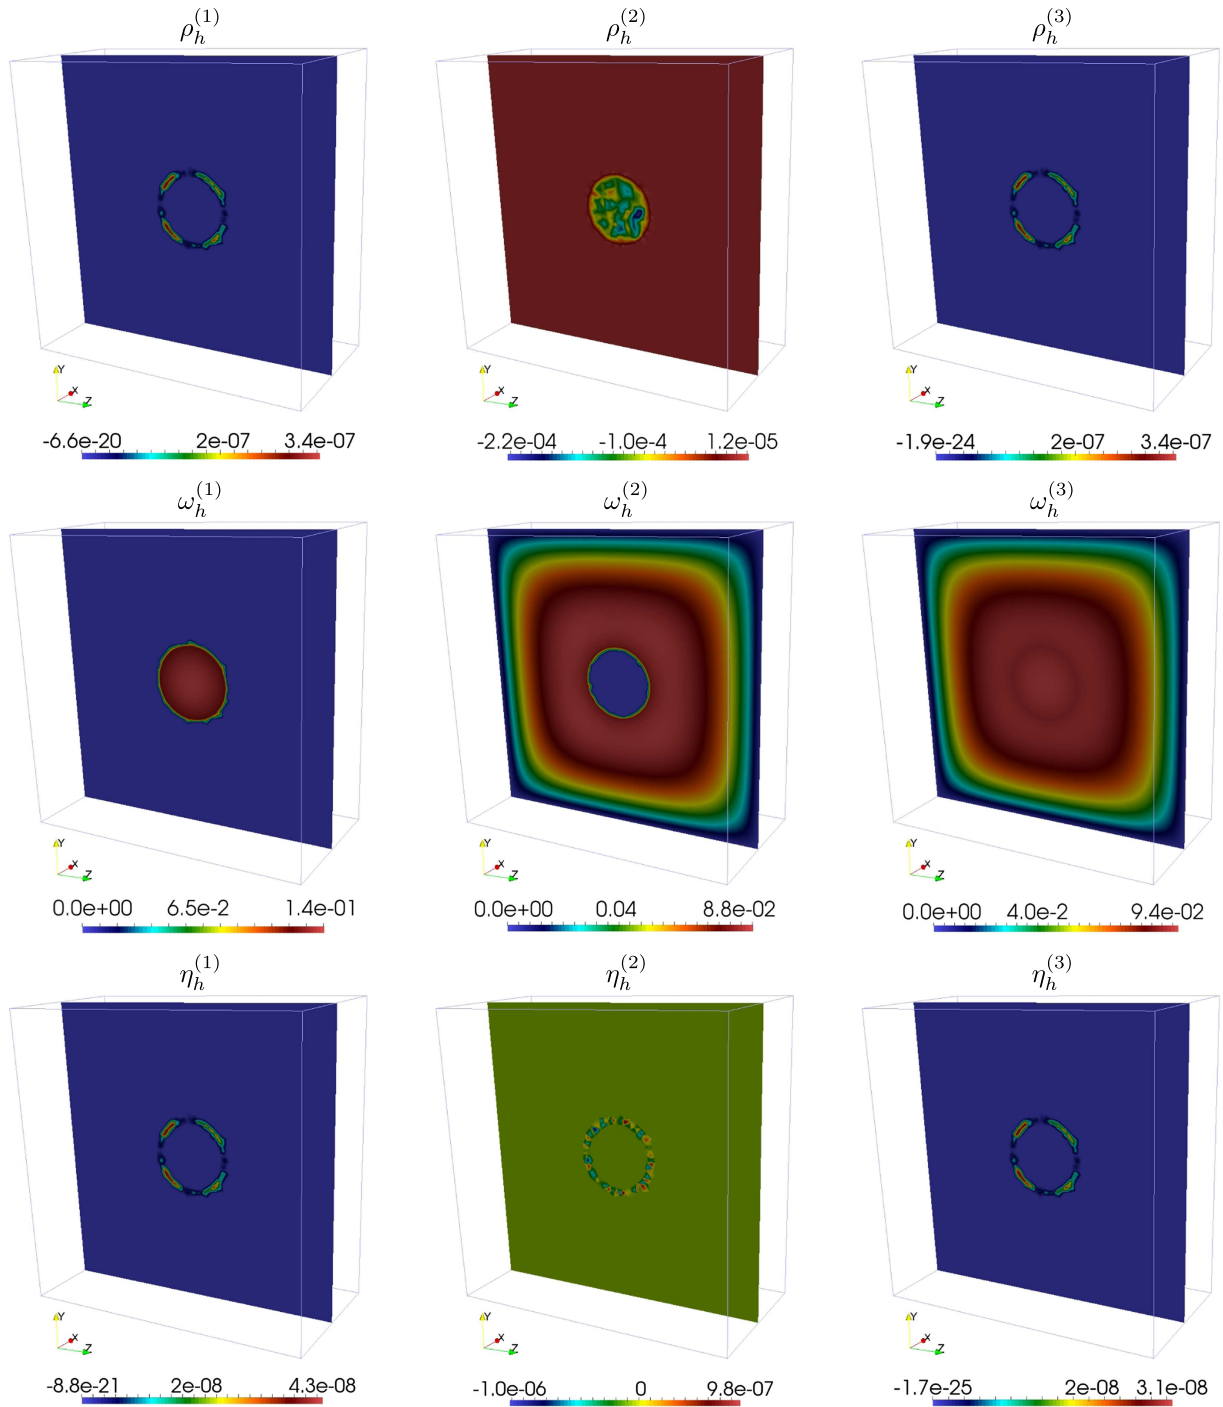 ρ_h^(1) ρ_h^(2) ρ_h^(3)
Y X Z Y X Z Y X Z
-6.6e-20 2e-07 3.4e-07 -2.2e-04 -1.0e-4 1.2e-05 -1.9e-24 2e-07 3.4e-07
ω_h^(1) ω_h^(2) ω_h^(3)
Y X Z Y X Z Y X Z
0.0e+00 6.5e-2 1.4e-01 0.0e+00 0.04 8.8e-02 0.0e+00 4.0e-2 9.4e-02
η_h^(1) η_h^(2) η_h^(3)
Y X Z Y X Z Y X Z
-8.8e-21 2e-08 4.3e-08 -1.0e-06 0 9.8e-07 -1.7e-25 2e-08 3.1e-08